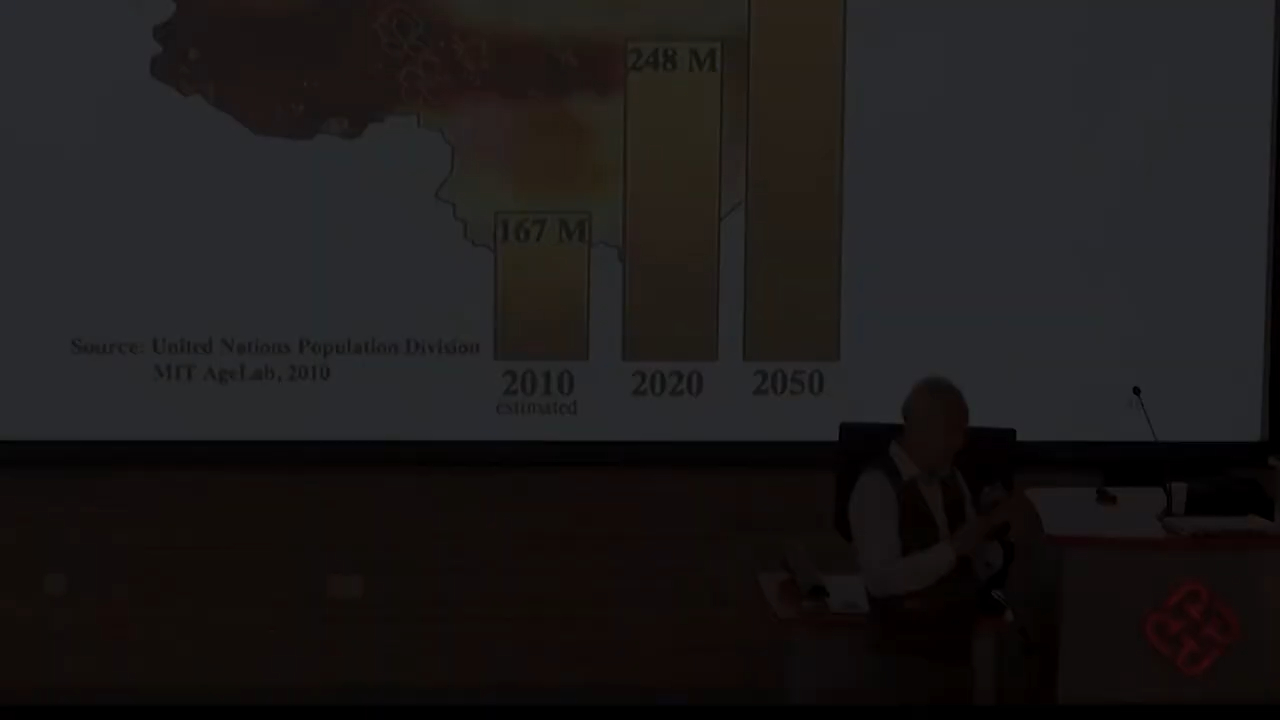 248 M
167 M
Source: United Nations Population Division
MIT AgeLab, 2010
2010
estimated
2020
2050